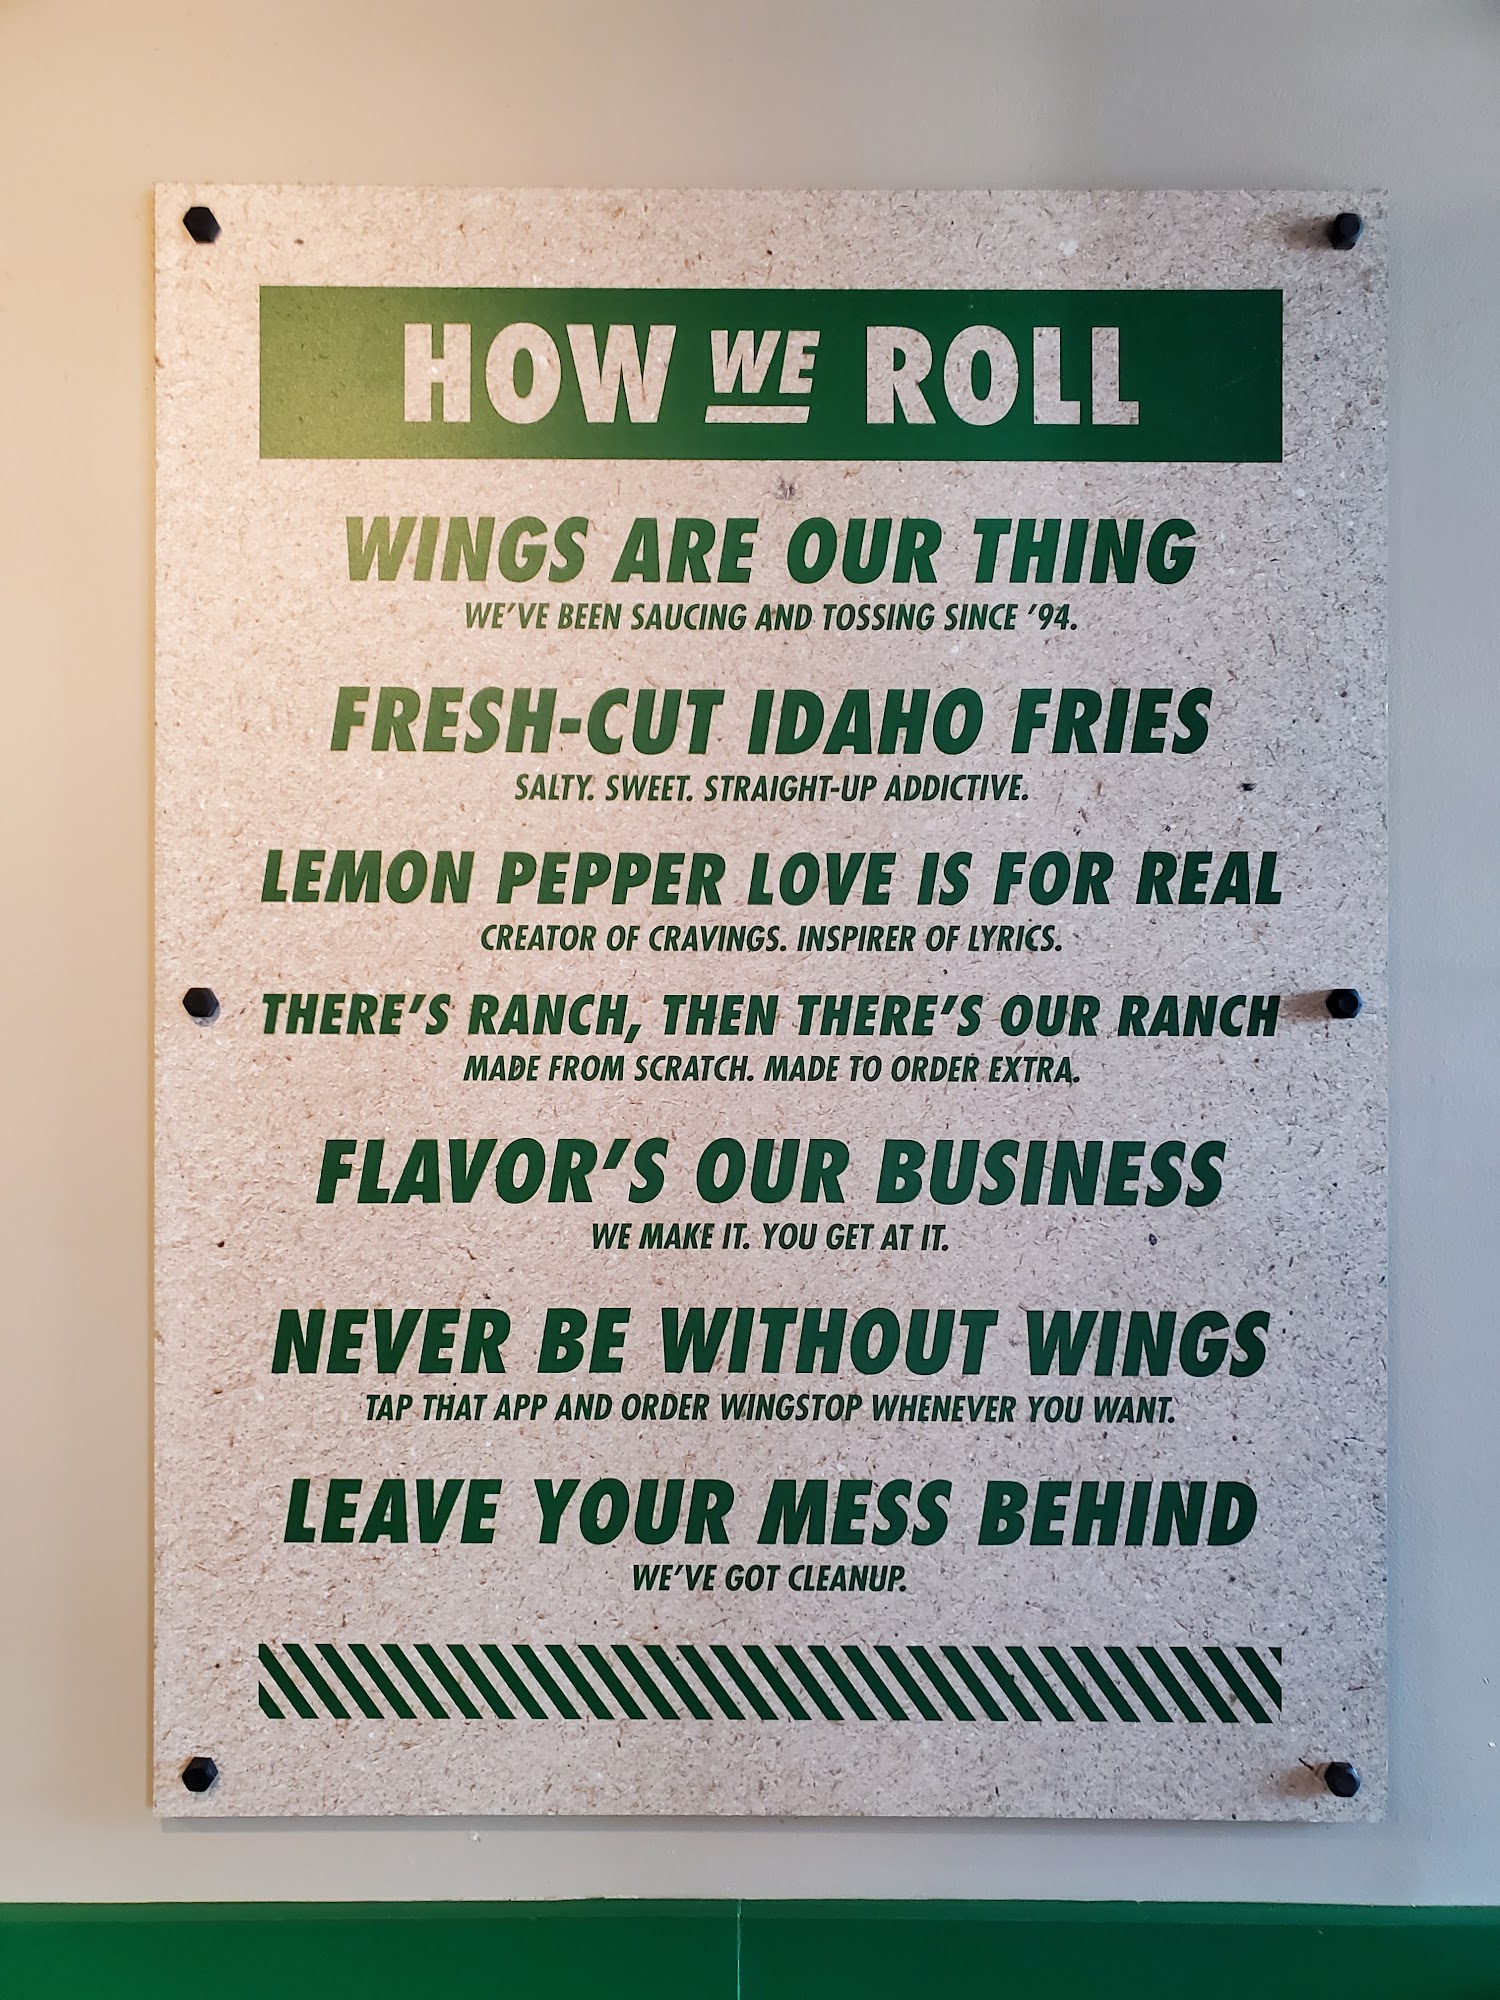 HOW WE ROLL
WINGS ARE OUR THING
WE'VE BEEN SAUCING AND TOSSING SINCE '94.
FRESH-CUT IDAHO FRIES
SALTY. SWEET. STRAIGHT-UP ADDICTIVE.
LEMON PEPPER LOVE IS FOR REAL
CREATOR OF CRAVINGS. INSPIRER OF LYRICS.
THERE'S RANCH, THEN THERE'S OUR RANCH
MADE FROM SCRATCH. MADE TO ORDER EXTRA.
FLAVOR'S OUR BUSINESS
WE MAKE IT. YOU GET AT IT.
NEVER BE WITHOUT WINGS
TAP THAT APP AND ORDER WINGSTOP WHENEVER YOU WANT.
LEAVE YOUR MESS BEHIND
WE'VE GOT CLEANUP.